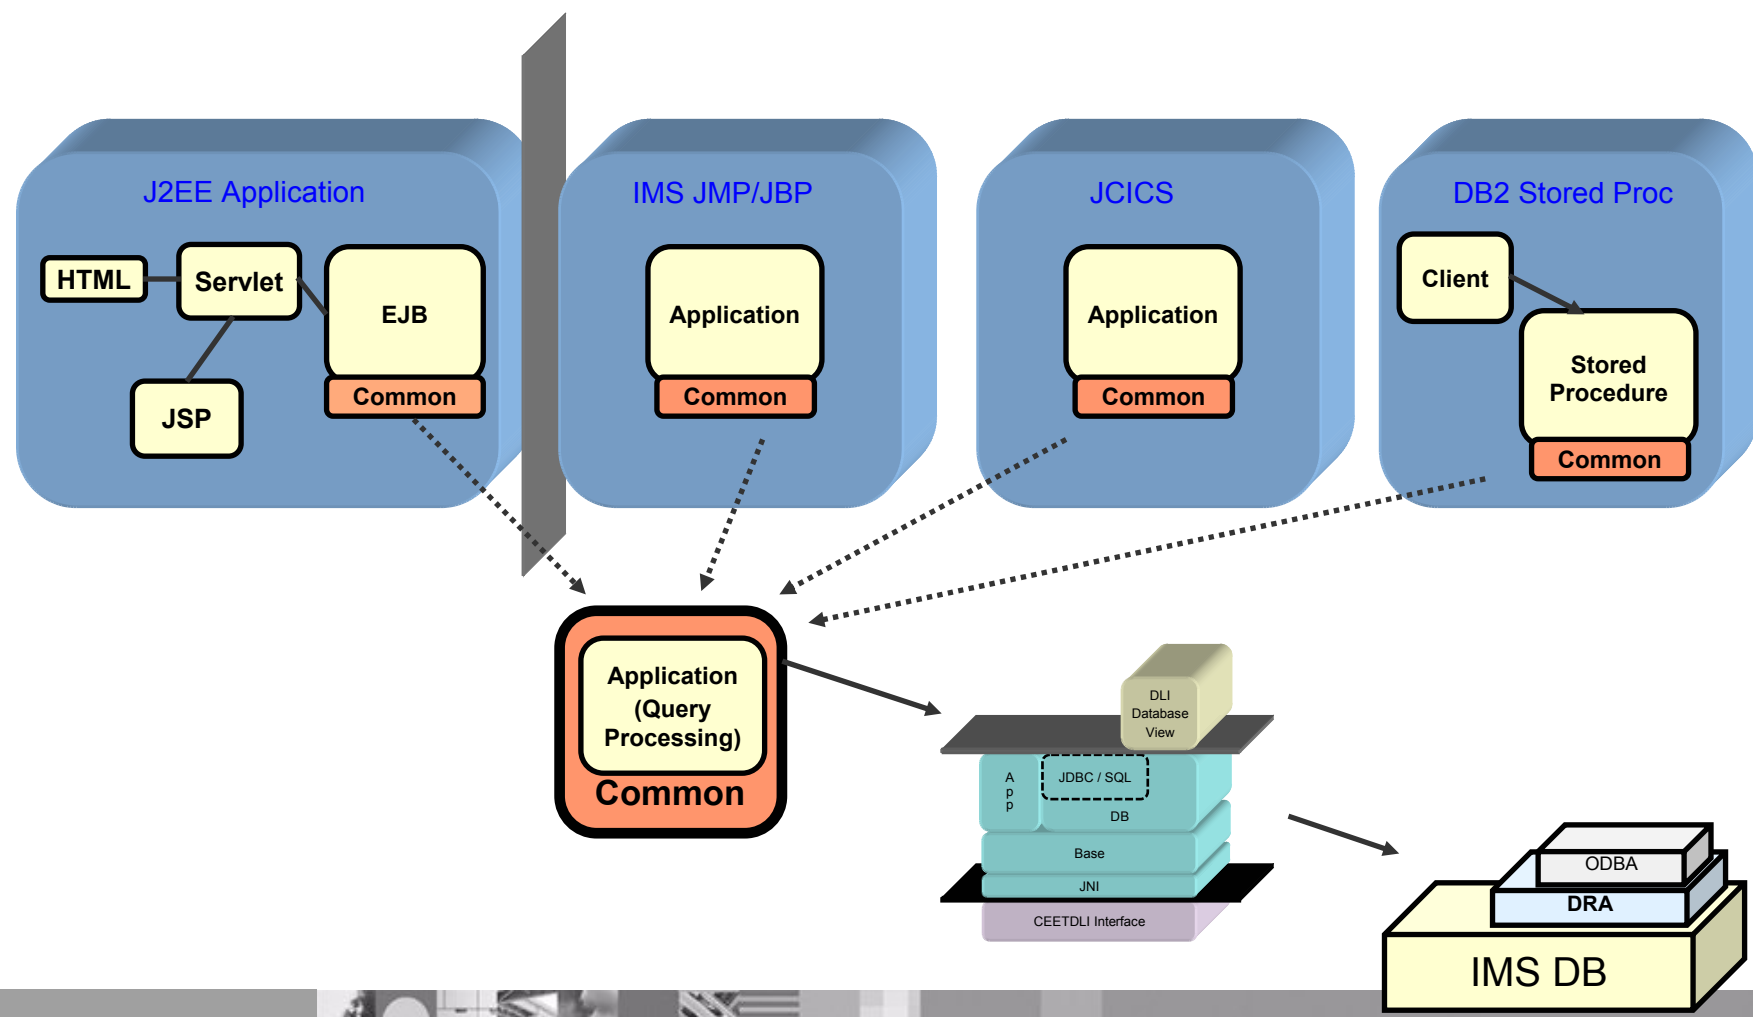 J2EE Application
HTML
Servlet
EJB
Common
JSP
IMS JMP/JBP
Application
Common
JCICS
Application
Common
DB2 Stored Proc
Client
Stored
Procedure
Common
Application
(Query
Processing)
Common
DLI
Database
View
App
JDBC / SQL
DB
Base
JNI
CEETDLI Interface
ODBA
DRA
IMS DB